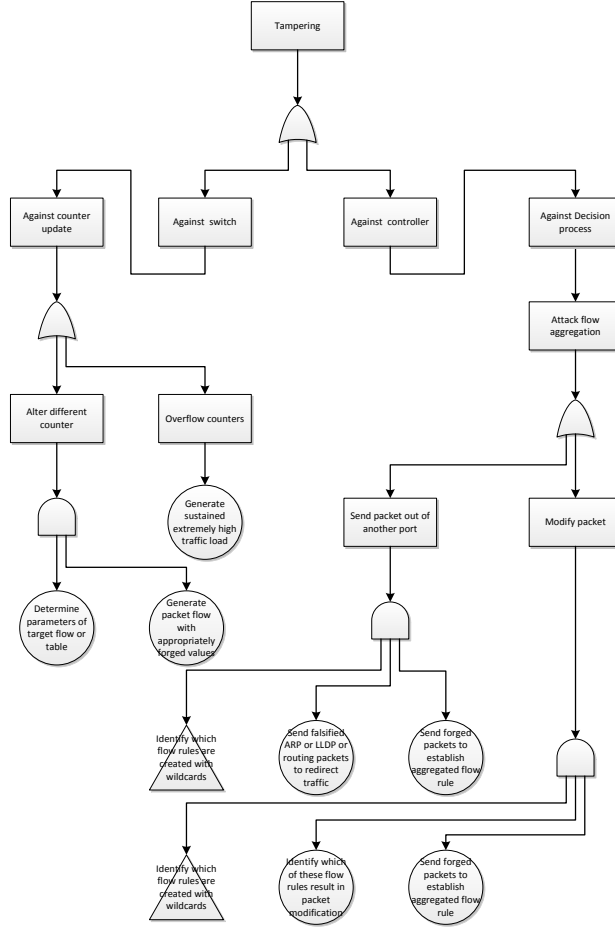 Tampering
Against counter
update
Against switch
Against controller
Against Decision
process
Attack flow
aggregation
Alter different
counter
Overflow counters
Generate
sustained
extremely high
traffic load
Send packet out of
another port
Modify packet
Determine
parameters of
target flow or
table
Generate
packet flow
with
appropriately
forged values
Identify which
flow rules are
created with
wildcards
Send falsified
ARP or LLDP or
routing packets
to redirect
traffic
Send forged
packets to
establish
aggregated flow
rule
Identify which
flow rules are
created with
wildcards
Identify which
of these flow
rules result in
packet
modification
Send forged
packets to
establish
aggregated flow
rule